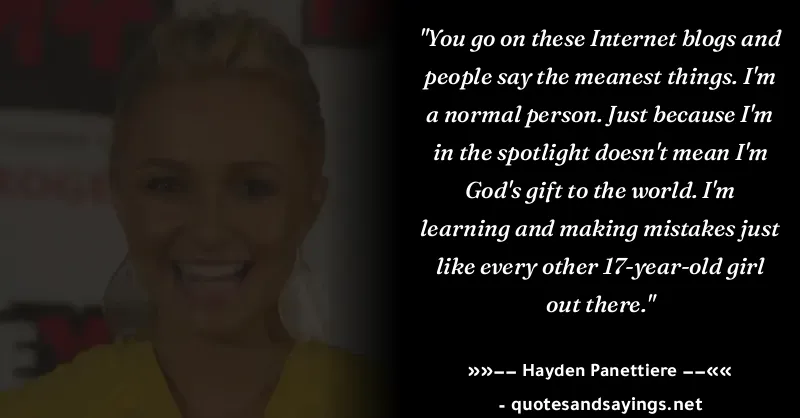 "You go on these Internet blogs and
people say the meanest things. I'm
a normal person. Just because I'm
in the spotlight doesn't mean I'm
God's gift to the world. I'm
learning and making mistakes just
like every other 17-year-old girl
out there."
»»−− Hayden Panettiere −−««
- quotesandsayings.net